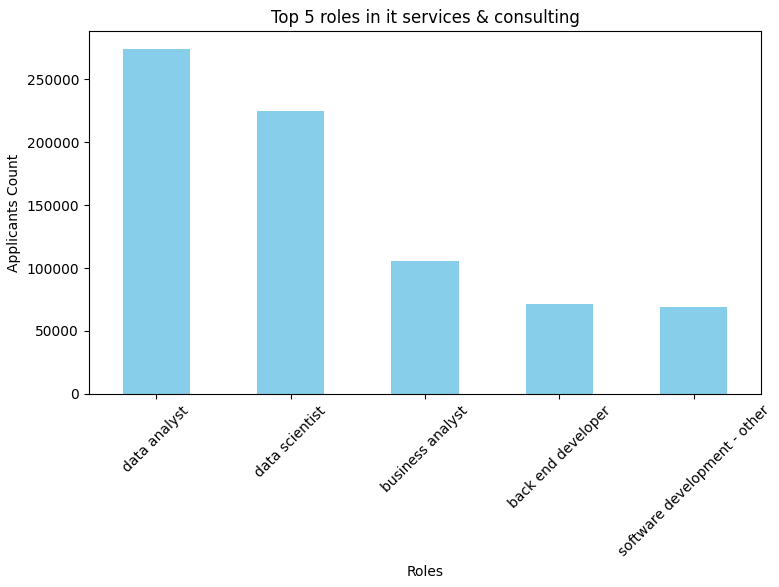 Top 5 roles in it services & consulting
Applicants Count
250000
200000
150000
100000
50000
0
data analyst
data scientist
business analyst
back end developer
software development - other
Roles